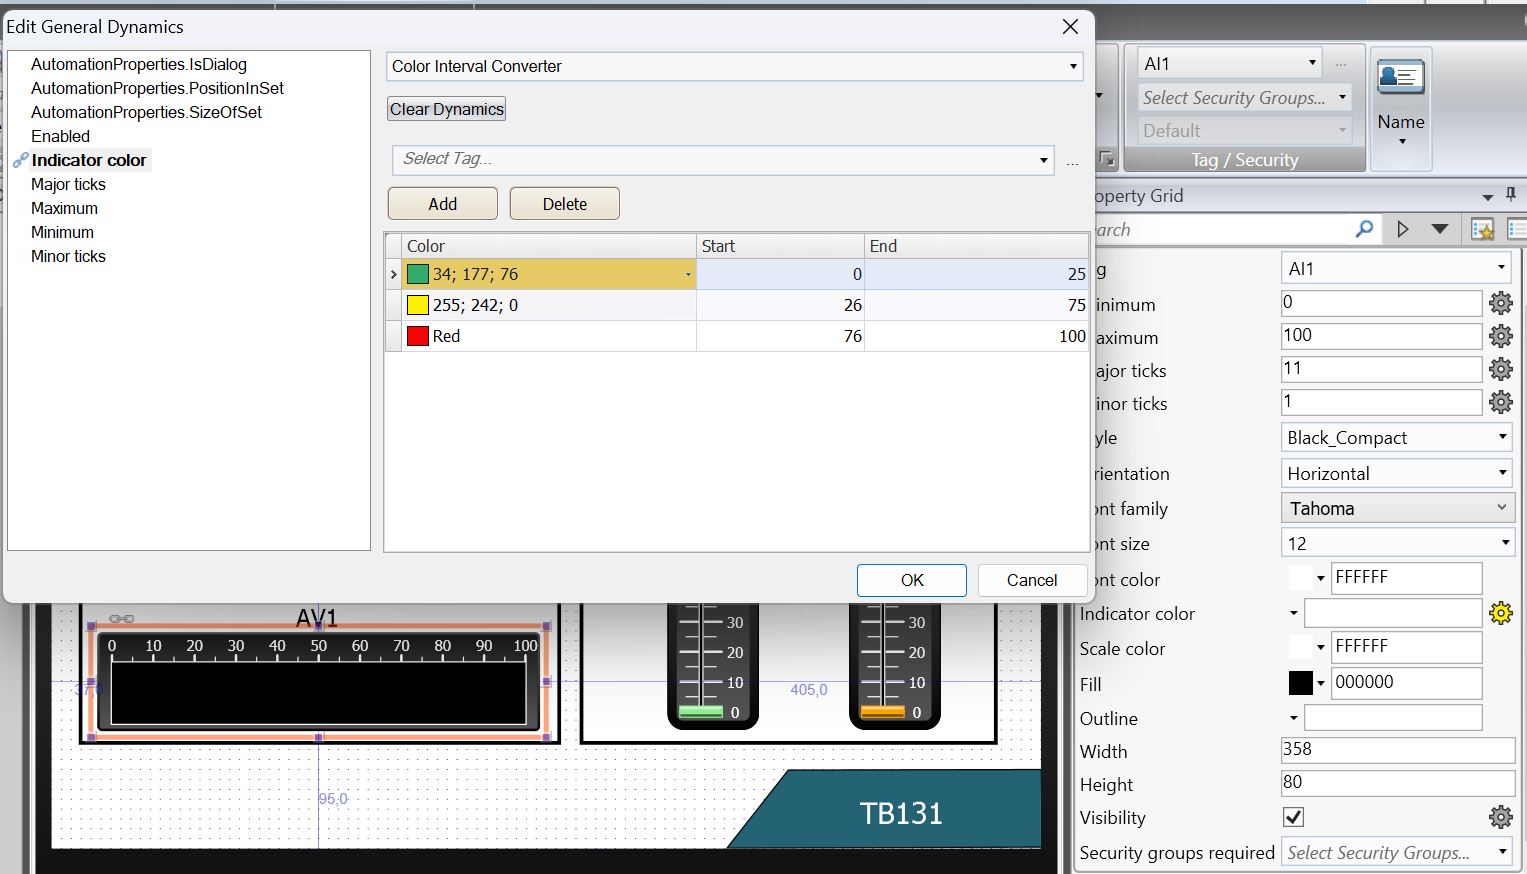 Edit General Dynamics
AutomationProperties.IsDialog
AutomationProperties.PositionInSet
AutomationProperties.SizeOfSet
Enabled
Indicator color
Major ticks
Maximum
Minimum
Minor ticks
Color Interval Converter
Clear Dynamics
Select Tag...
...
Add
Delete
Color Start End
34; 177; 76 0 25
255; 242; 0 26 75
Red 76 100
OK Cancel
AI1
...
Select Security Groups...
Default
Tag / Security
Name
operty Grid
arch
g AI1
inimum 0
aximum 100
ajor ticks 11
inor ticks 1
yle Black_Compact
rientation Horizontal
ont family Tahoma
ont size 12
ont color FFFFFF
Indicator color
Scale color FFFFFF
Fill 000000
Outline
Width 358
Height 80
Visibility
Security groups required Select Security Groups...
AV1
0 10 20 30 40 50 60 70 80 90 100
37,0
95,0
30
20
10
0
405,0
30
20
10
0
TB131